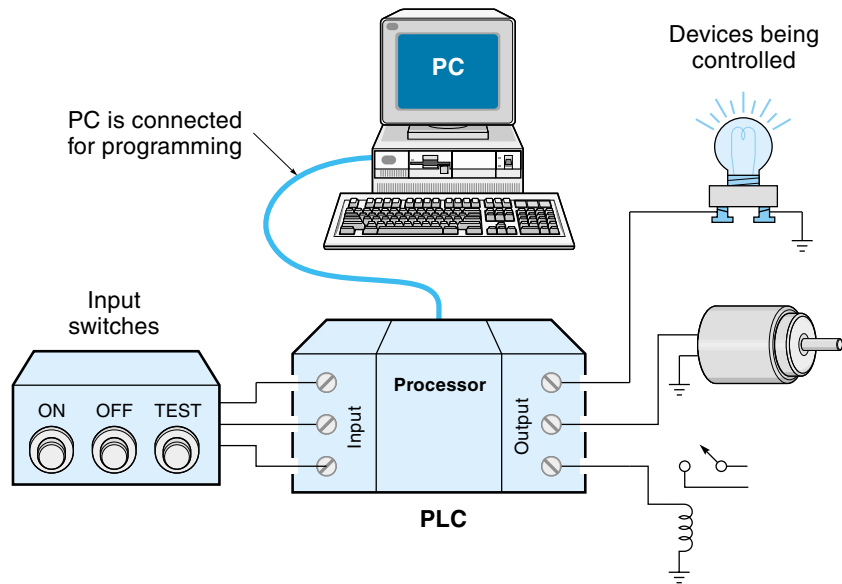 PC
Devices being
controlled
PC is connected
for programming
Input
switches
ON OFF TEST
Input
Processor
Output
PLC